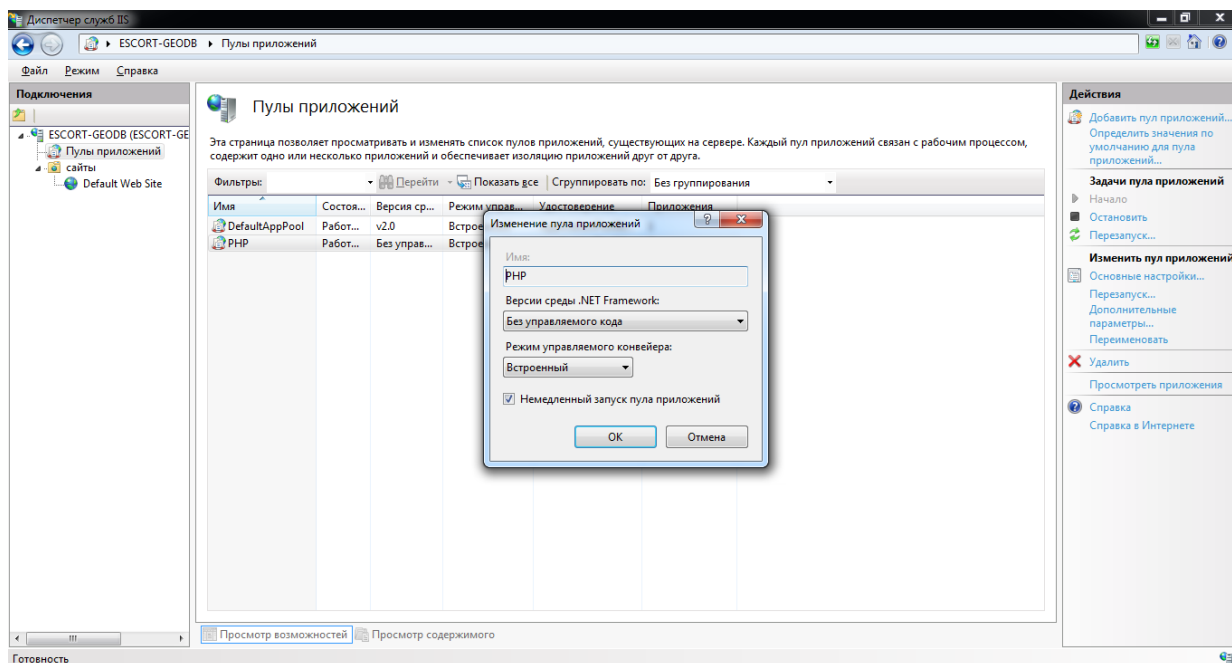 Диспетчер служб IIS
ESCORT-GEODB Пулы приложений
Файл Режим Справка
Подключения
ESCORT-GEODB (ESCORT-GE
Пулы приложений
сайты
Default Web Site
Пулы приложений
Эта страница позволяет просматривать и изменять список пулов приложений, существующих на сервере. Каждый пул приложений связан с рабочим процессом,
содержит одно или несколько приложений и обеспечивает изоляцию приложений друг от друга.
Фильтры: Перейти Показать все Сгруппировать по: Без группирования
Имя Состоя... Версия ср... Режим управ... Удостоверение Приложения
DefaultAppPool Работ... v2.0 Встрое
PHP Работ... Без управ... Встрое
Изменение пула приложений
Имя:
PHP
Версии среды .NET Framework:
Без управляемого кода
Режим управляемого конвейера:
Встроенный
Немедленный запуск пула приложений
OK Отмена
Просмотр возможностей Просмотр содержимого
Готовность
Действия
Добавить пул приложений...
Определить значения по
умолчанию для пула
приложений...
Задачи пула приложений
Начало
Остановить
Перезапуск...
Изменить пул приложений
Основные настройки...
Перезапуск...
Дополнительные
параметры...
Переименовать
Удалить
Просмотреть приложения
Справка
Справка в Интернете